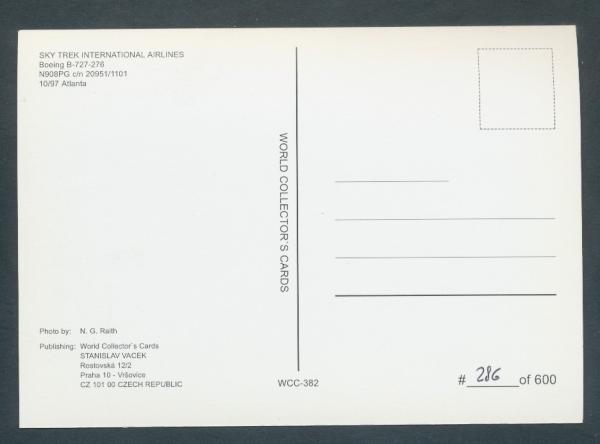 SKY TREK INTERNATIONAL AIRLINES
Boeing B-727-276
N908PG c/n 20951/1101
10/97 Atlanta
WORLD COLLECTOR`S CARDS
Photo by: N. G. Raith
Publishing: World Collector`s Cards
STANISLAV VACEK
Rostovská 12/2
Praha 10 - Vršovice
CZ 101 00 CZECH REPUBLIC
WCC-382
# 286 of 600